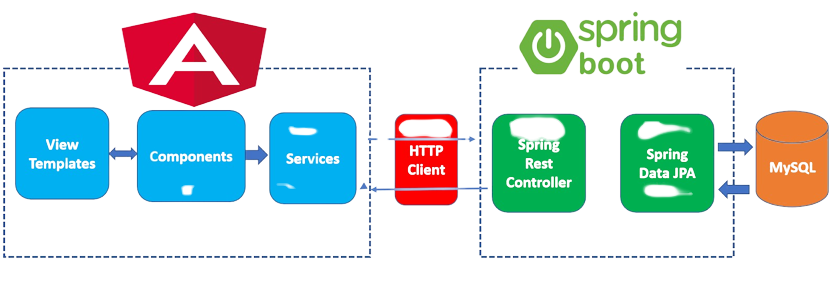 spring
boot
View
Templates
Components
Services
HTTP
Client
Spring
Rest
Controller
Spring
Data JPA
MySQL